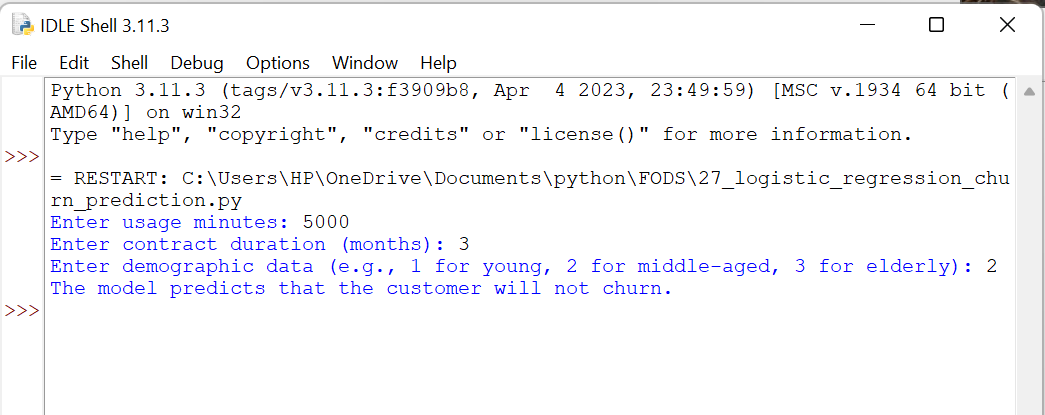 IDLE Shell 3.11.3
File Edit Shell Debug Options Window Help
Python 3.11.3 (tags/v3.11.3:f3909b8, Apr  4 2023, 23:49:59) [MSC v.1934 64 bit (
AMD64)] on win32
Type "help", "copyright", "credits" or "license()" for more information.
>>>
= RESTART: C:\Users\HP\OneDrive\Documents\python\FODS\27_logistic_regression_chu
rn_prediction.py
Enter usage minutes: 5000
Enter contract duration (months): 3
Enter demographic data (e.g., 1 for young, 2 for middle-aged, 3 for elderly): 2
The model predicts that the customer will not churn.
>>>